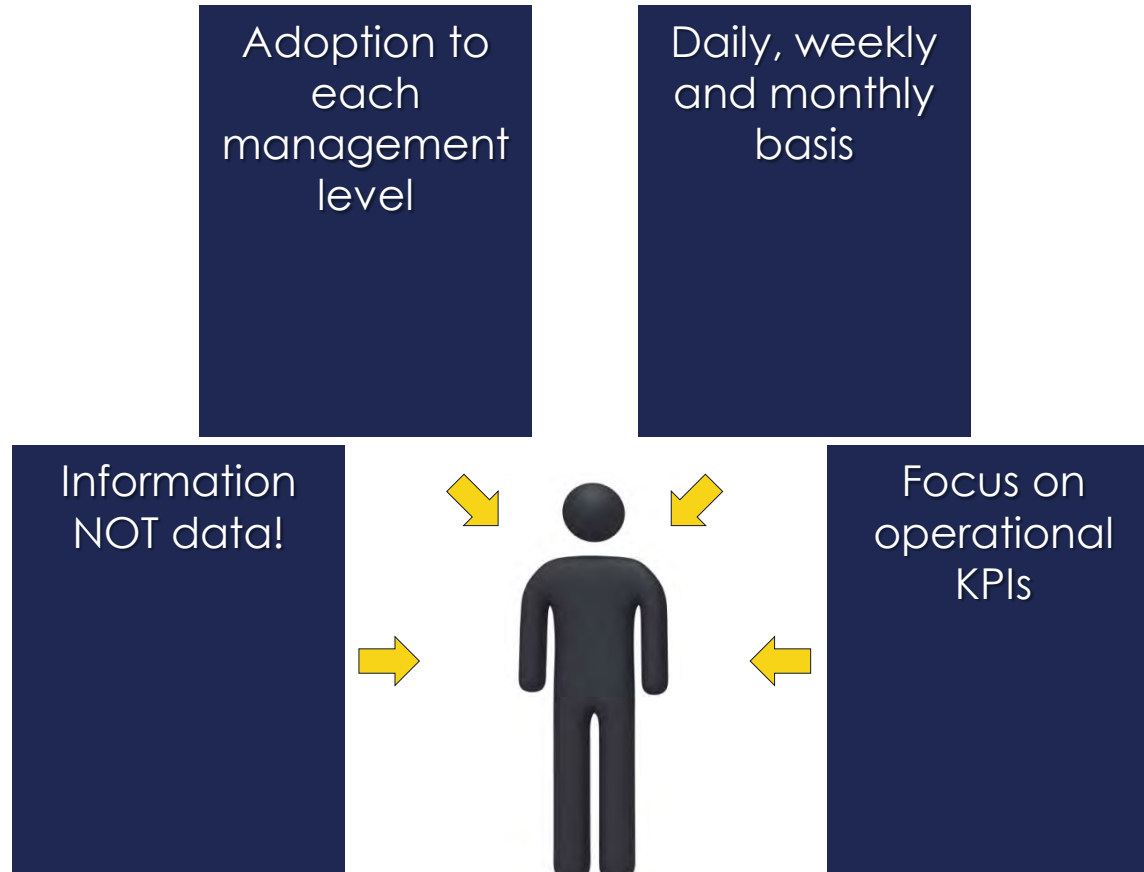 Adoption to
each
management
level
Daily, weekly
and monthly
basis
Information
NOT data!
Focus on
operational
KPIs